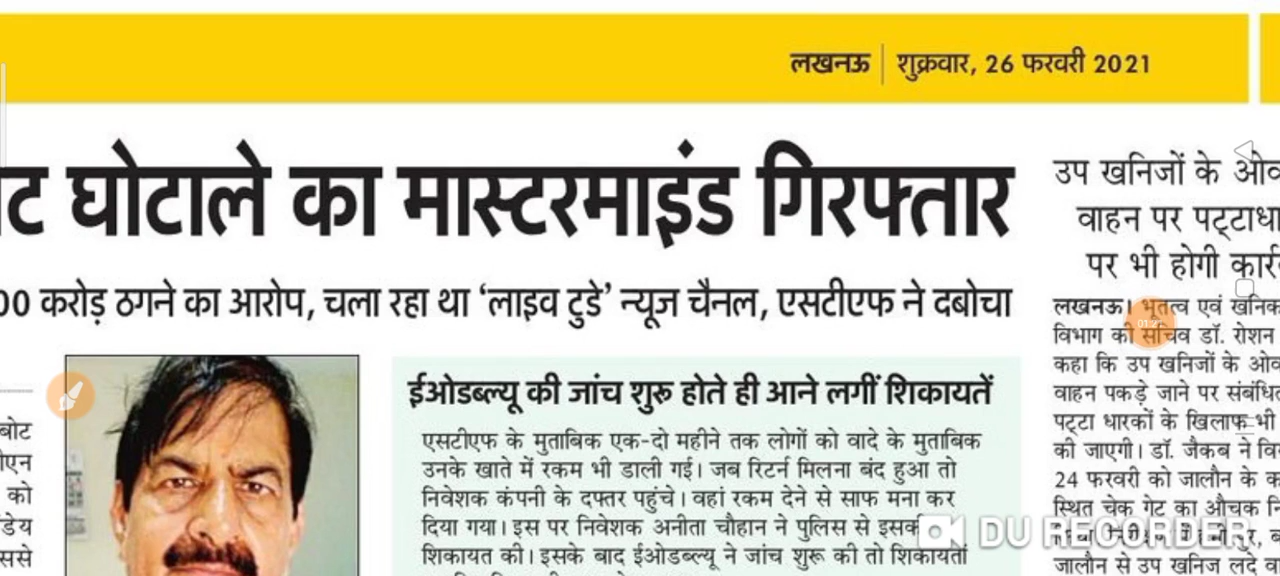 लखनऊ | शुक्रवार, 26 फरवरी 2021
घोटाले का मास्टरमाइंड गिरफ्तार
00 करोड़ ठगने का आरोप, चला रहा था ‘लाइव टुडे’ न्यूज चैनल, एसटीएफ ने दबोचा
ईओडब्ल्यू की जांच शुरू होते ही आने लगीं शिकायतें
एसटीएफ के मुताबिक एक-दो महीने तक लोगों को वादे के मुताबिक
उनके खाते में रकम भी डाली गई। जब रिटर्न मिलना बंद हुआ तो
निवेशक कंपनी के दफ्तर पहुंचे। वहां रकम देने से साफ मना कर
दिया गया। इस पर निवेशक अनीता चौहान ने पुलिस से इसकी
शिकायत की। इसके बाद ईओडब्ल्यू ने जांच शुरू की तो शिकायतों
बोट
को
उप खनिजों के
वाहन पर पट्टाधा
पर भी होगी कार्र
लखनऊ। भूतत्व एवं खनिक
विभाग की सचिव डॉ. रोशन
कहा कि उप खनिजों के ओव
वाहन पकड़े जाने पर संबंधित
पट्टा धारकों के खिलाफ भी
की जाएगी। डॉ. जैकब ने
24 फरवरी को जालौन के
स्थित चेक गेट का औचक
जालौन से उप खनिज लदे
DU RECORDER